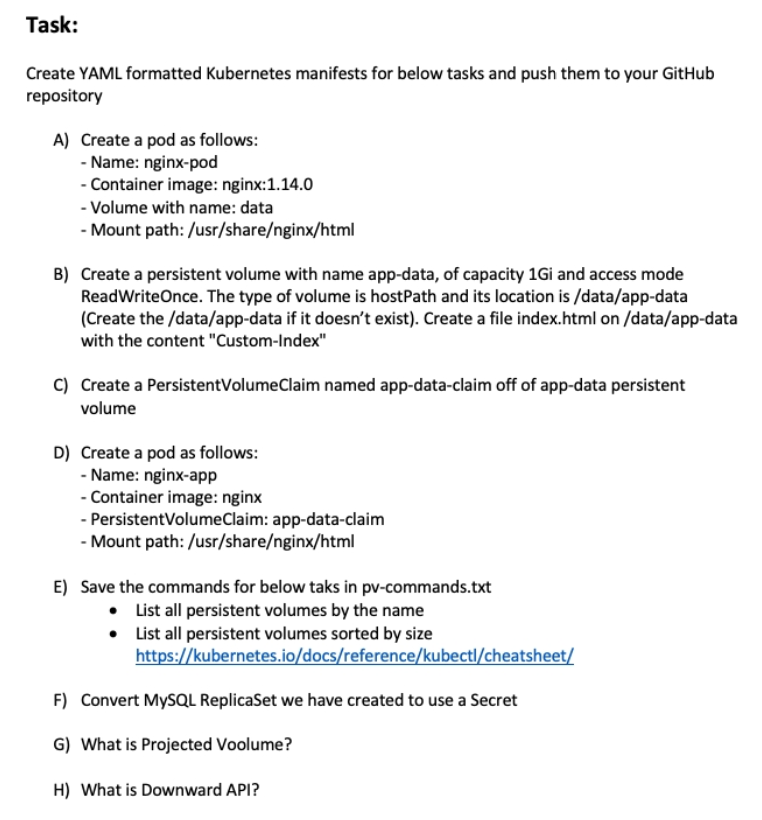 Task:
Create YAML formatted Kubernetes manifests for below tasks and push them to your GitHub
repository
A) Create a pod as follows:
- Name: nginx-pod
- Container image: nginx:1.14.0
- Volume with name: data
- Mount path: /usr/share/nginx/html
B) Create a persistent volume with name app-data, of capacity 1Gi and access mode
ReadWriteOnce. The type of volume is hostPath and its location is /data/app-data
(Create the /data/app-data if it doesn't exist). Create a file index.html on /data/app-data
with the content "Custom-Index"
C) Create a PersistentVolumeClaim named app-data-claim off of app-data persistent
volume
D) Create a pod as follows:
- Name: nginx-app
- Container image: nginx
- PersistentVolumeClaim: app-data-claim
- Mount path: /usr/share/nginx/html
E) Save the commands for below taks in pv-commands.txt
• List all persistent volumes by the name
• List all persistent volumes sorted by size
https://kubernetes.io/docs/reference/kubectl/cheatsheet/
F) Convert MySQL ReplicaSet we have created to use a Secret
G) What is Projected Voolume?
H) What is Downward API?